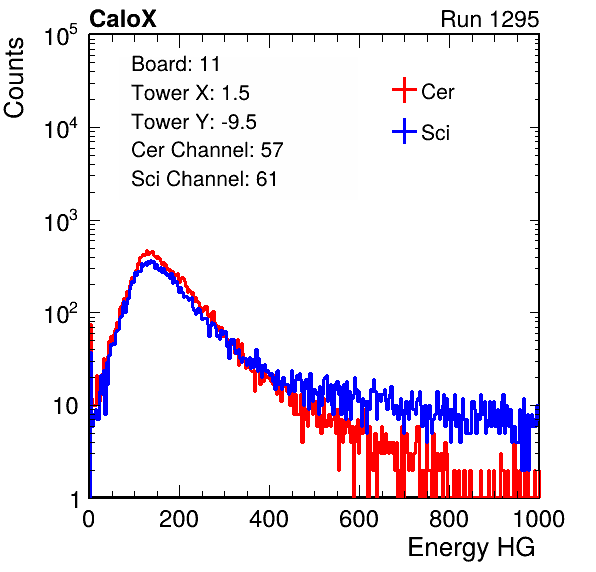 CaloX Run 1295
Counts
10^5
10^4
10^3
10^2
10
1
Board: 11
Tower X: 1.5
Tower Y: -9.5
Cer Channel: 57
Sci Channel: 61
Cer
Sci
0 200 400 600 800 1000
Energy HG